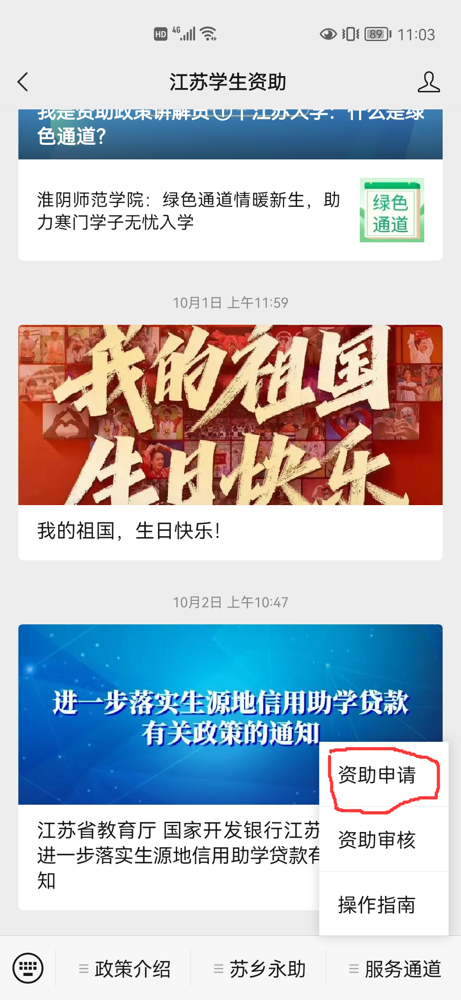 HD 4G 89 11:03
江苏学生资助
我是资助政策讲解员①丨江苏大学：什么是绿
色通道？
淮阴师范学院：绿色通道情暖新生，助
力寒门学子无忧入学
绿色
通道
10月1日 上午11:59
我的祖国
生日快乐
我的祖国，生日快乐！
10月2日 上午10:47
进一步落实生源地信用助学贷款
有关政策的通知
江苏省教育厅 国家开发银行江苏
进一步落实生源地信用助学贷款有
知
资助申请
资助审核
操作指南
政策介绍
苏乡永助
服务通道